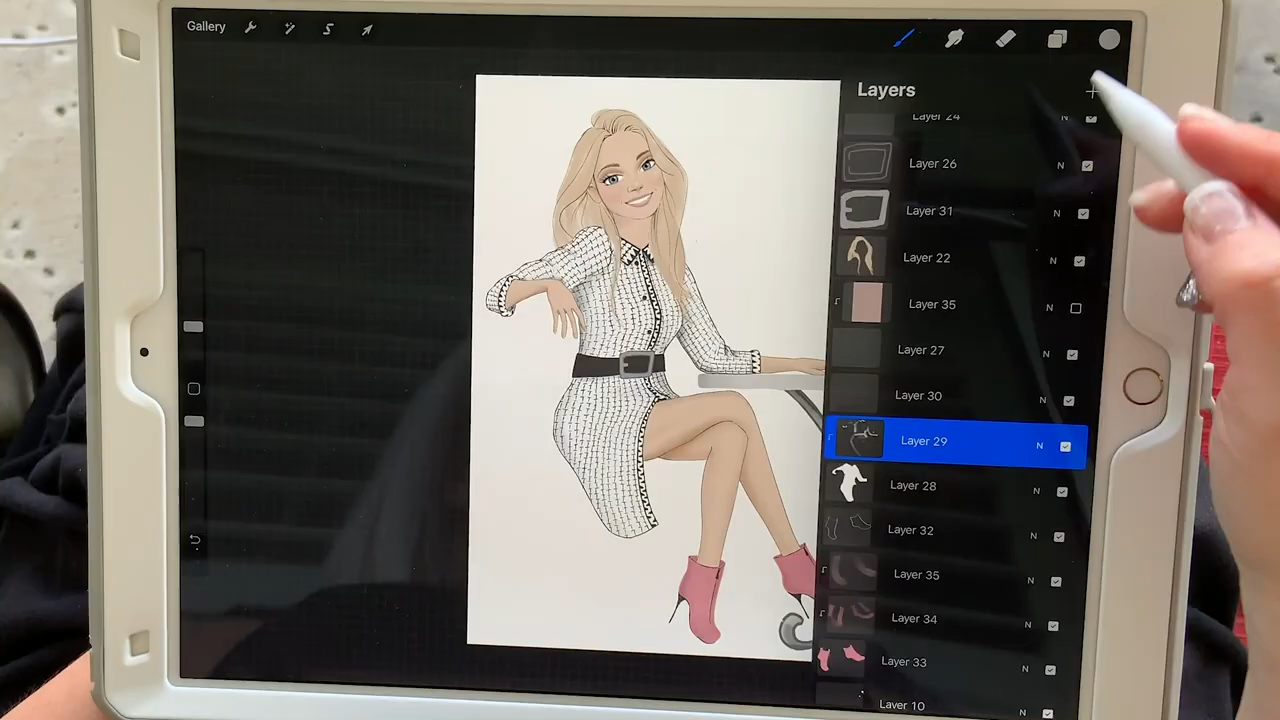 Gallery
Layers
Layer 24 N
Layer 26 N
Layer 31 N
Layer 22 N
Layer 35 N
Layer 27 N
Layer 30 N
Layer 29 N
Layer 28 N
Layer 32 N
Layer 35 N
Layer 34 N
Layer 33 N
Layer 10 N